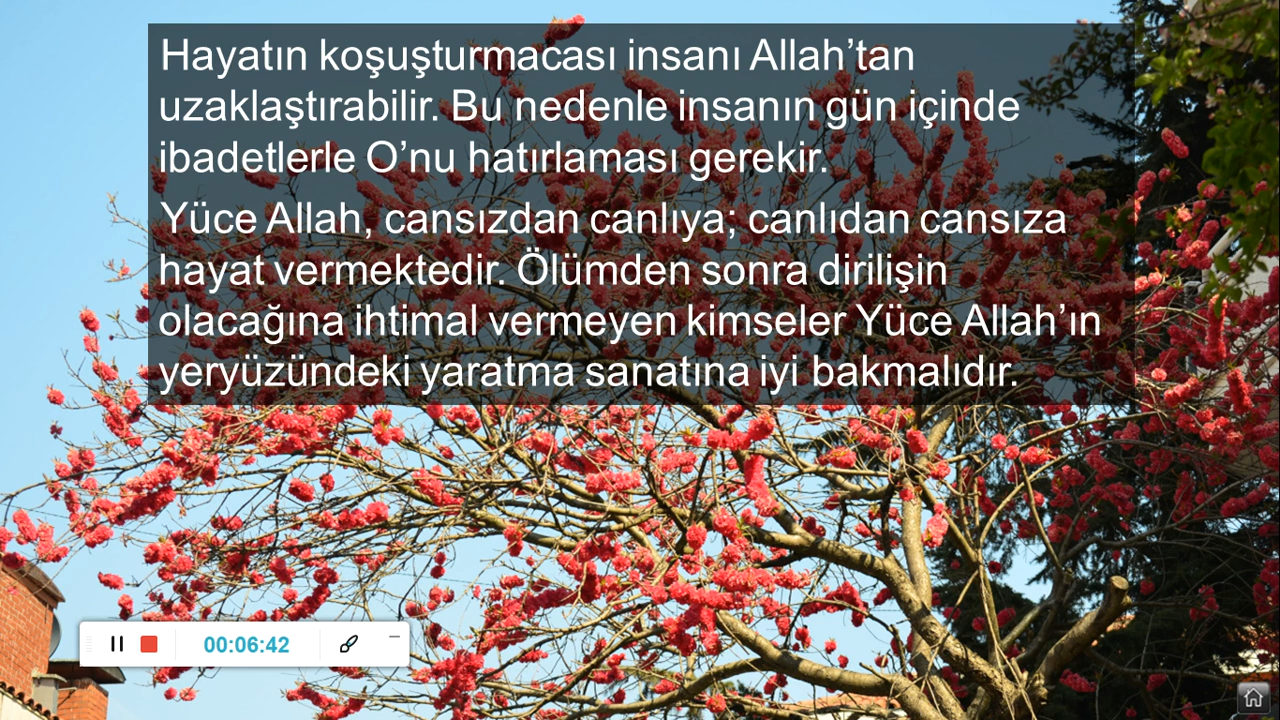 Hayatın koşuşturmacası insanı Allah’tan
uzaklaştırabilir. Bu nedenle insanın gün içinde
ibadetlerle O’nu hatırlaması gerekir.
Yüce Allah, cansızdan canlıya; canlıdan cansıza
hayat vermektedir. Ölümden sonra dirilişin
olacağına ihtimal vermeyen kimseler Yüce Allah’ın
yeryüzündeki yaratma sanatına iyi bakmalıdır.
00:06:42